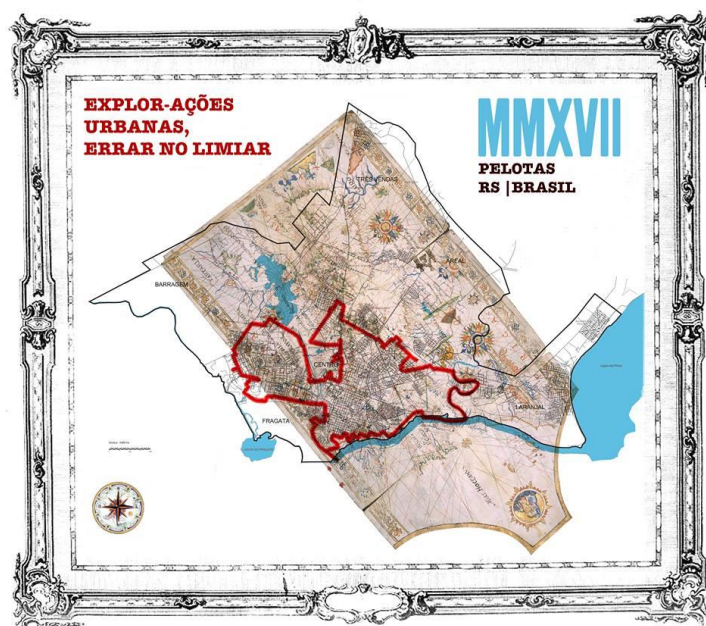 EXPLOR-AÇÕES
URBANAS,
ERRAR NO LIMIAR
MMXVII
PELOTAS
RS | BRASIL
TRÊS VENDAS
AREAL
BARRAGEM
CENTRO
LARANJAL
FRAGATA